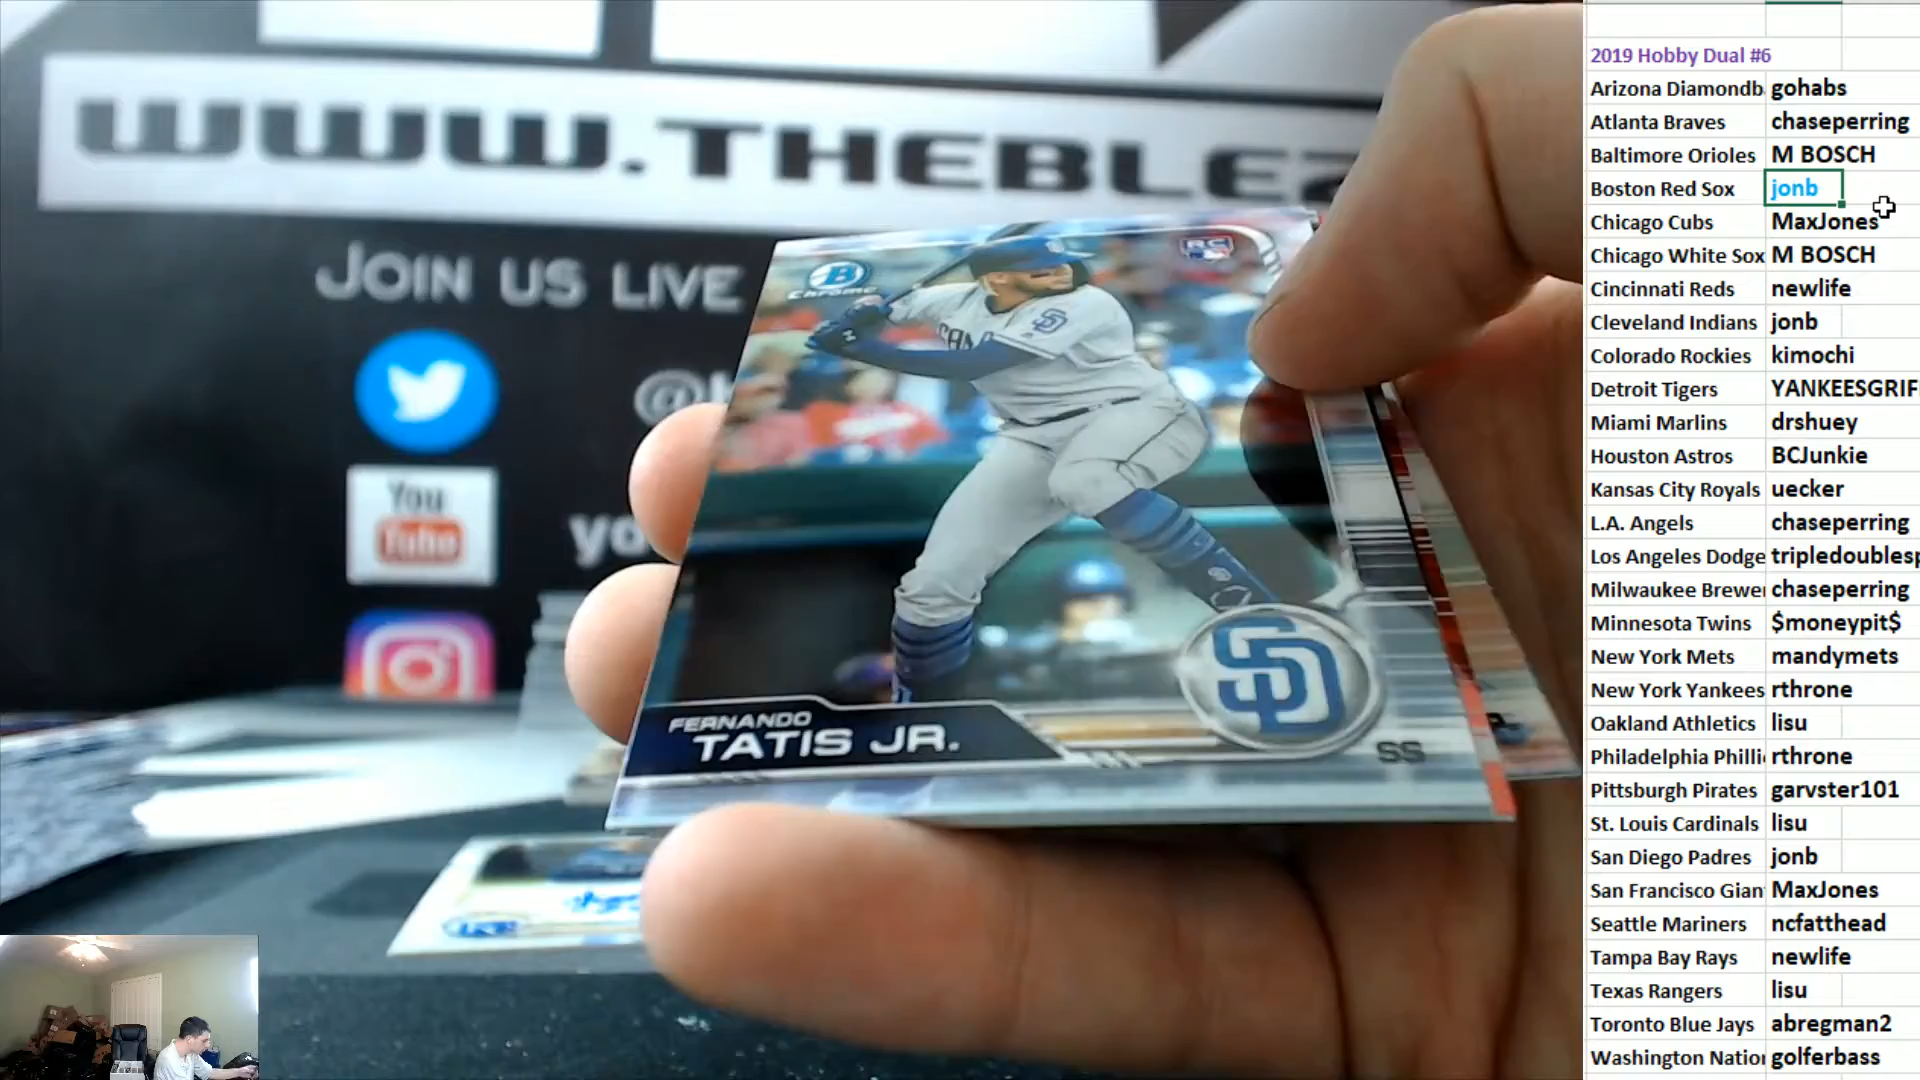 WWW.THEBLEZ
JOIN US LIVE
You
Tube
yo
B
Chrome
RC
SD
SAN
SD
FERNANDO
TATIS JR.
SS
2019 Hobby Dual #6
Arizona Diamondb gohabs
Atlanta Braves chaseperring
Baltimore Orioles M BOSCH
Boston Red Sox jonb
Chicago Cubs MaxJones
Chicago White Sox M BOSCH
Cincinnati Reds newlife
Cleveland Indians jonb
Colorado Rockies kimochi
Detroit Tigers YANKEESGRIF
Miami Marlins drshuey
Houston Astros BCJunkie
Kansas City Royals uecker
L.A. Angels chaseperring
Los Angeles Dodge tripledoublesp
Milwaukee Brewe chaseperring
Minnesota Twins $moneypit$
New York Mets mandymets
New York Yankees rthrone
Oakland Athletics lisu
Philadelphia Philli rthrone
Pittsburgh Pirates garvster101
St. Louis Cardinals lisu
San Diego Padres jonb
San Francisco Gian MaxJones
Seattle Mariners ncfatthead
Tampa Bay Rays newlife
Texas Rangers lisu
Toronto Blue Jays abregman2
Washington Natio golferbass